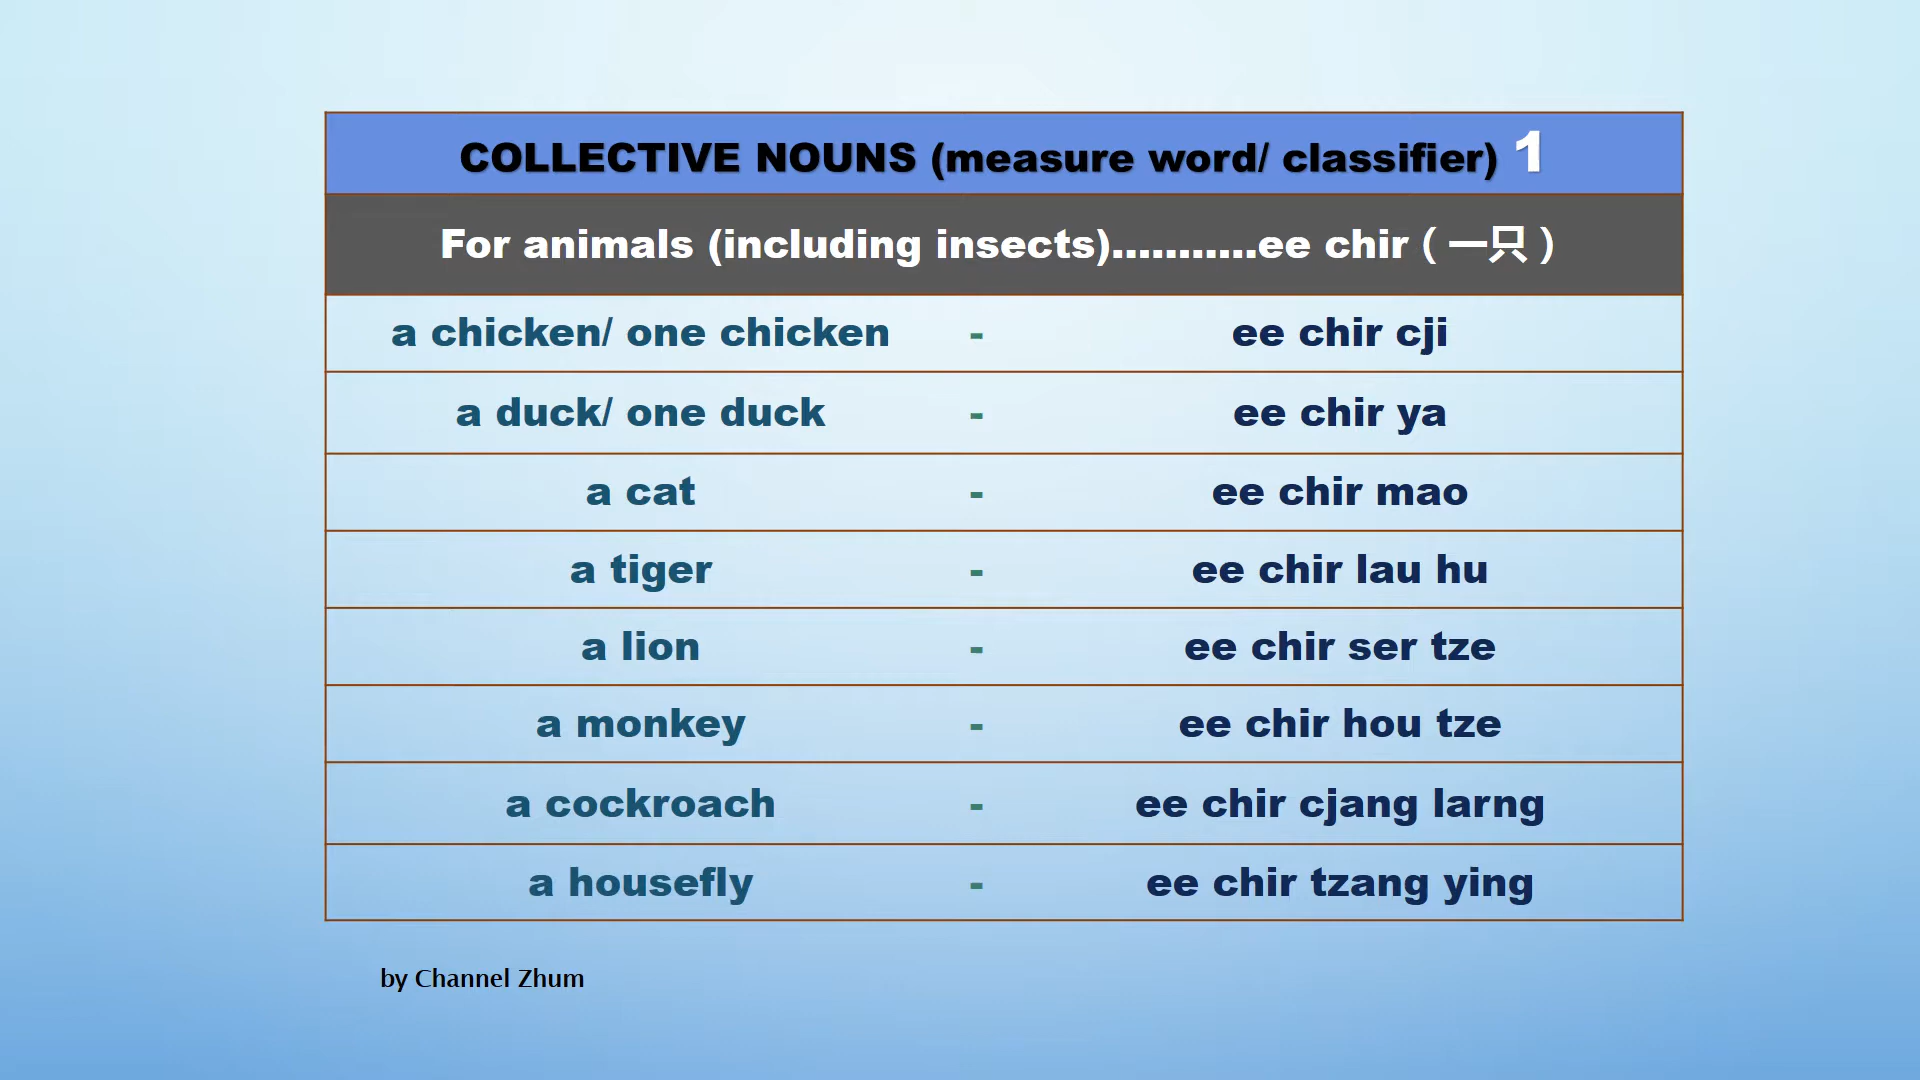 COLLECTIVE NOUNS (measure word/ classifier) 1
For animals (including insects)...........ee chir ( 一只 )
a chicken/ one chicken - ee chir cji
a duck/ one duck - ee chir ya
a cat - ee chir mao
a tiger - ee chir lau hu
a lion - ee chir ser tze
a monkey - ee chir hou tze
a cockroach - ee chir cjang larng
a housefly - ee chir tzang ying
by Channel Zhum